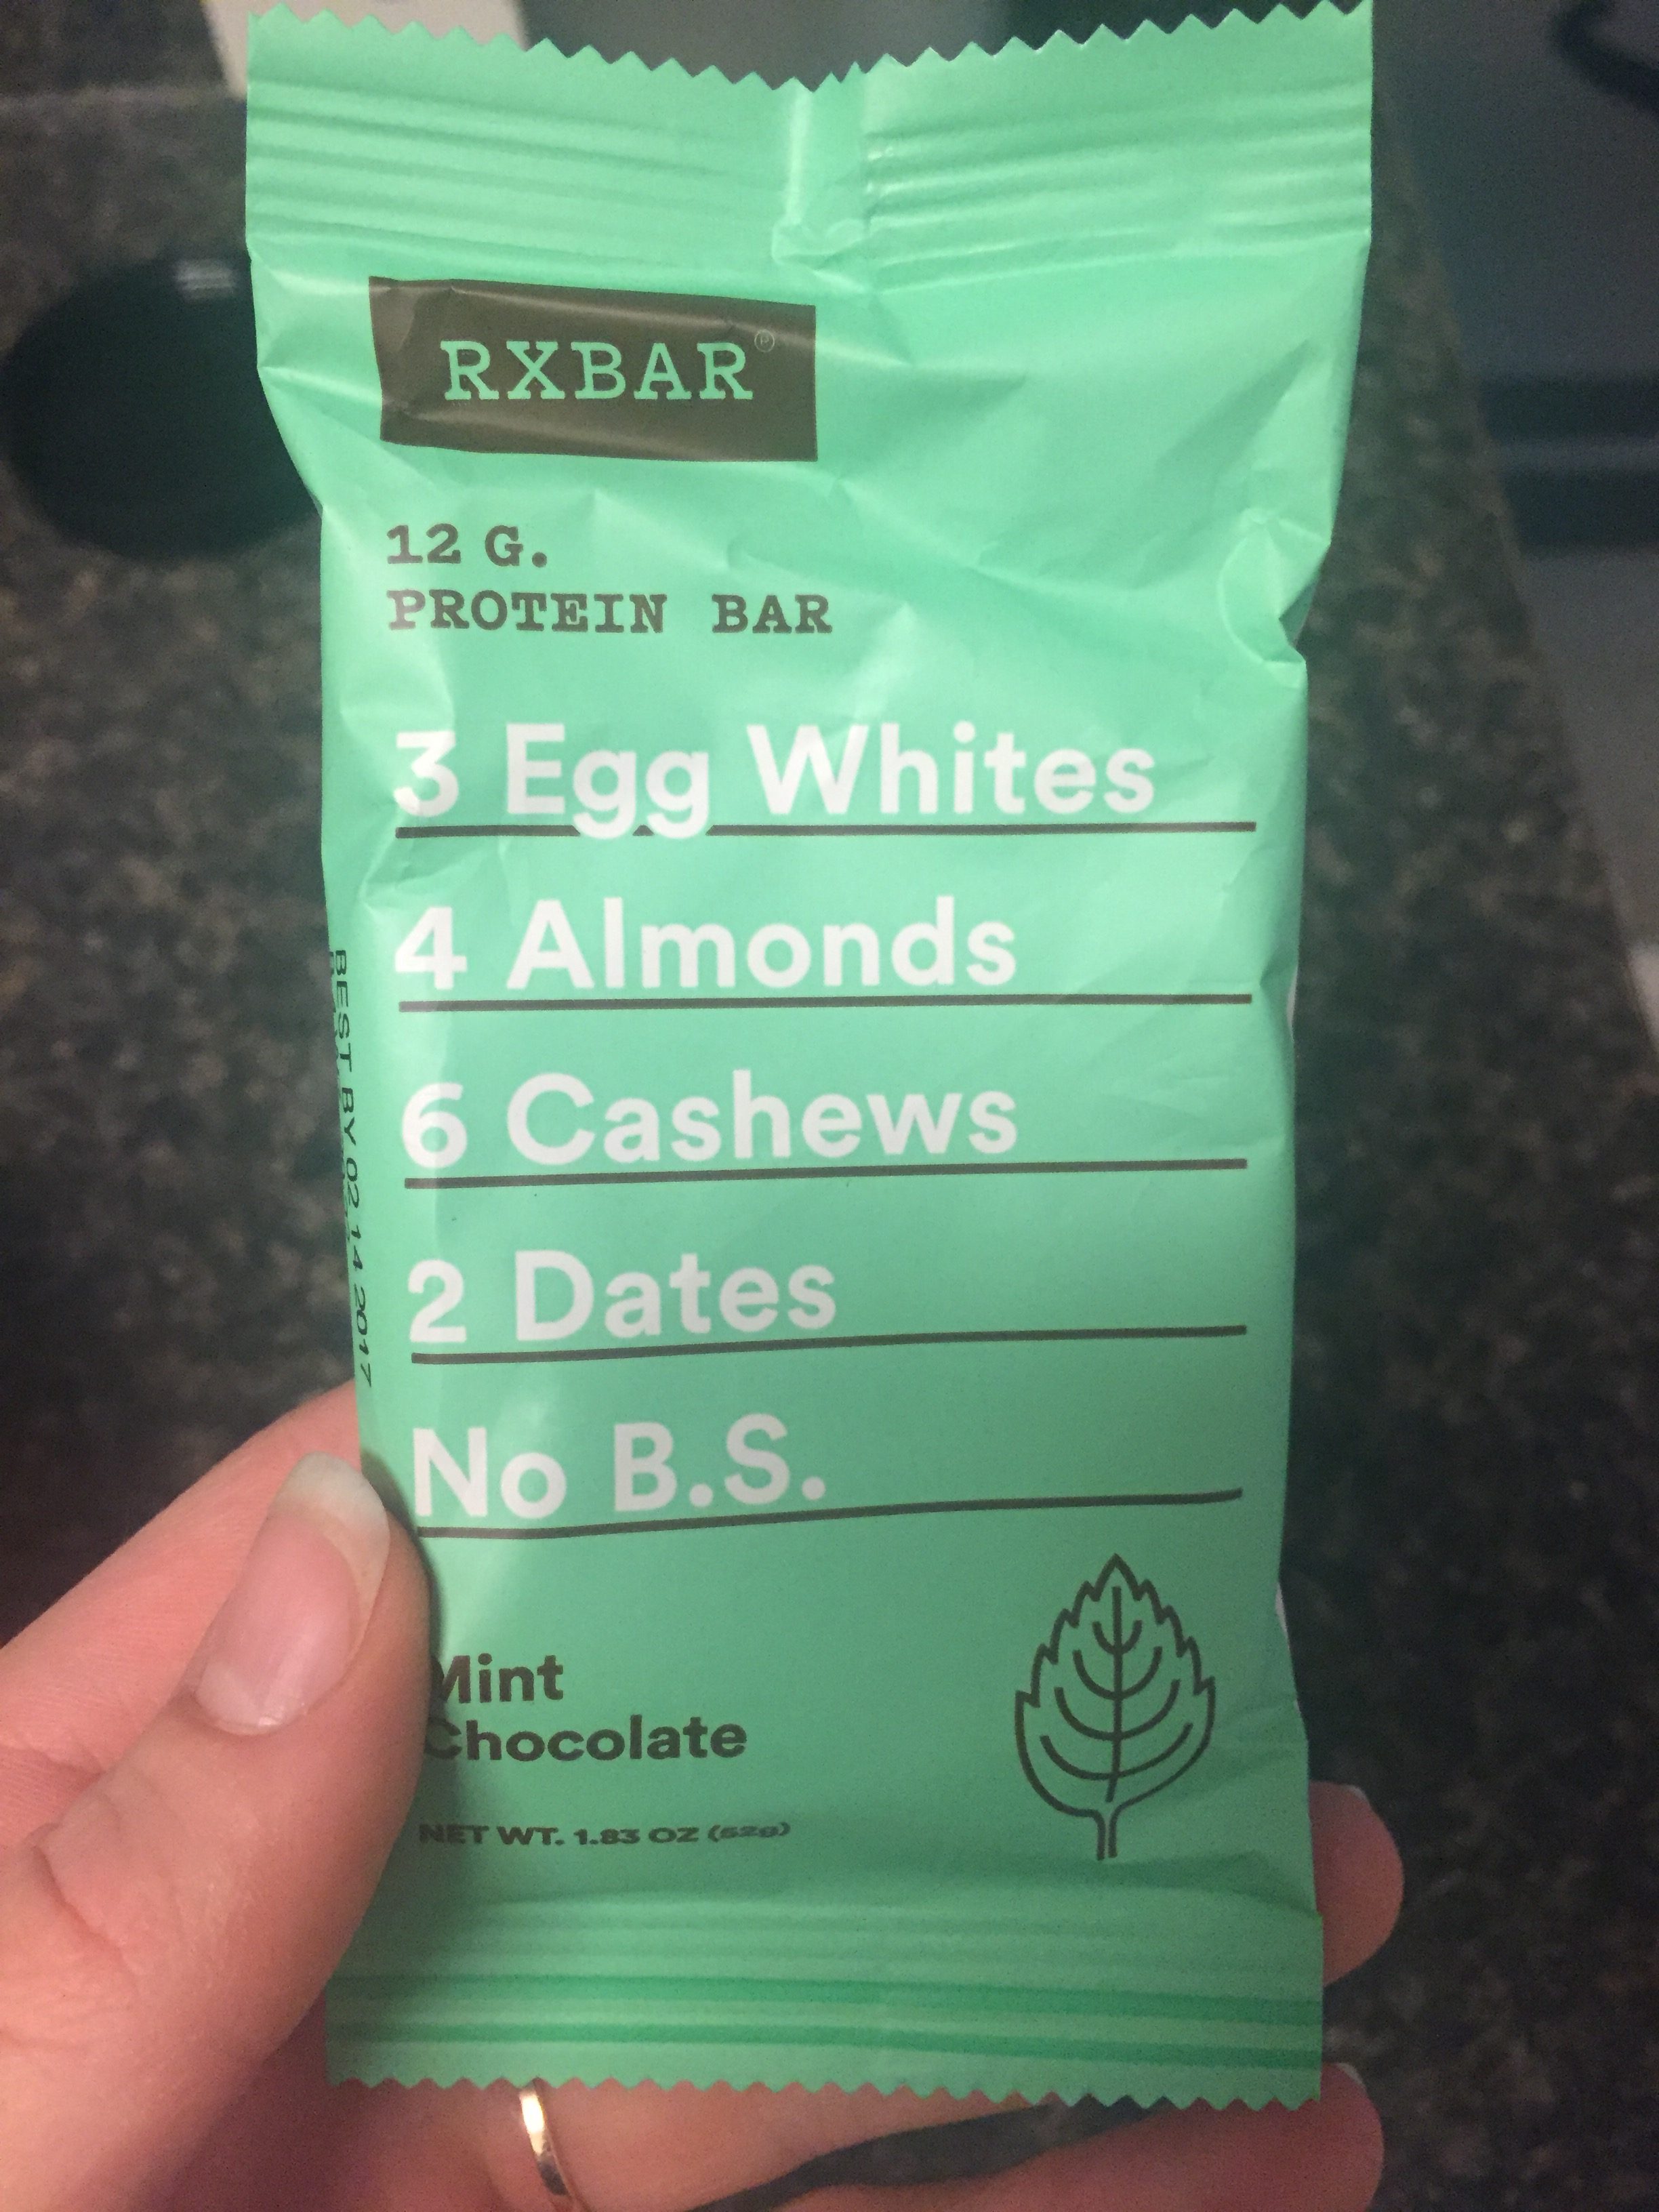 RXBAR
12 G.
PROTEIN BAR
3 Egg Whites
4 Almonds
6 Cashews
2 Dates
No B.S.
Mint
Chocolate
NET WT. 1.83 OZ (52g)
BEST BY 02 14 2017